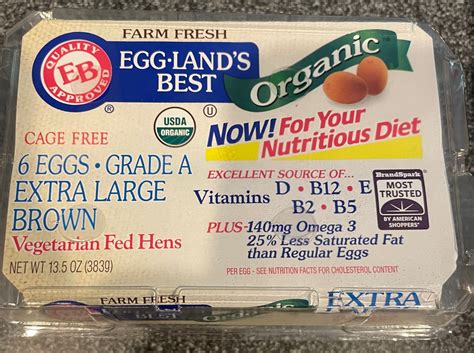 FARM FRESH
QUALITY
EB
APPROVED
®
EGG·LAND'S
BEST
Organic
U
USDA
ORGANIC
NOW! For Your
Nutritious Diet
CAGE FREE
6 EGGS • GRADE A
EXTRA LARGE
BROWN
Vegetarian Fed Hens
NET WT 13.5 OZ (383g)
EXCELLENT SOURCE OF...
Vitamins D • B12 • E
B2 • B5
PLUS-140mg Omega 3
25% Less Saturated Fat
than Regular Eggs
BrandSpark
MOST
TRUSTED
BY AMERICAN
SHOPPERS
PER EGG - SEE NUTRITION FACTS FOR CHOLESTEROL CONTENT
FARM FRESH
BEST
Organic
EXTRA